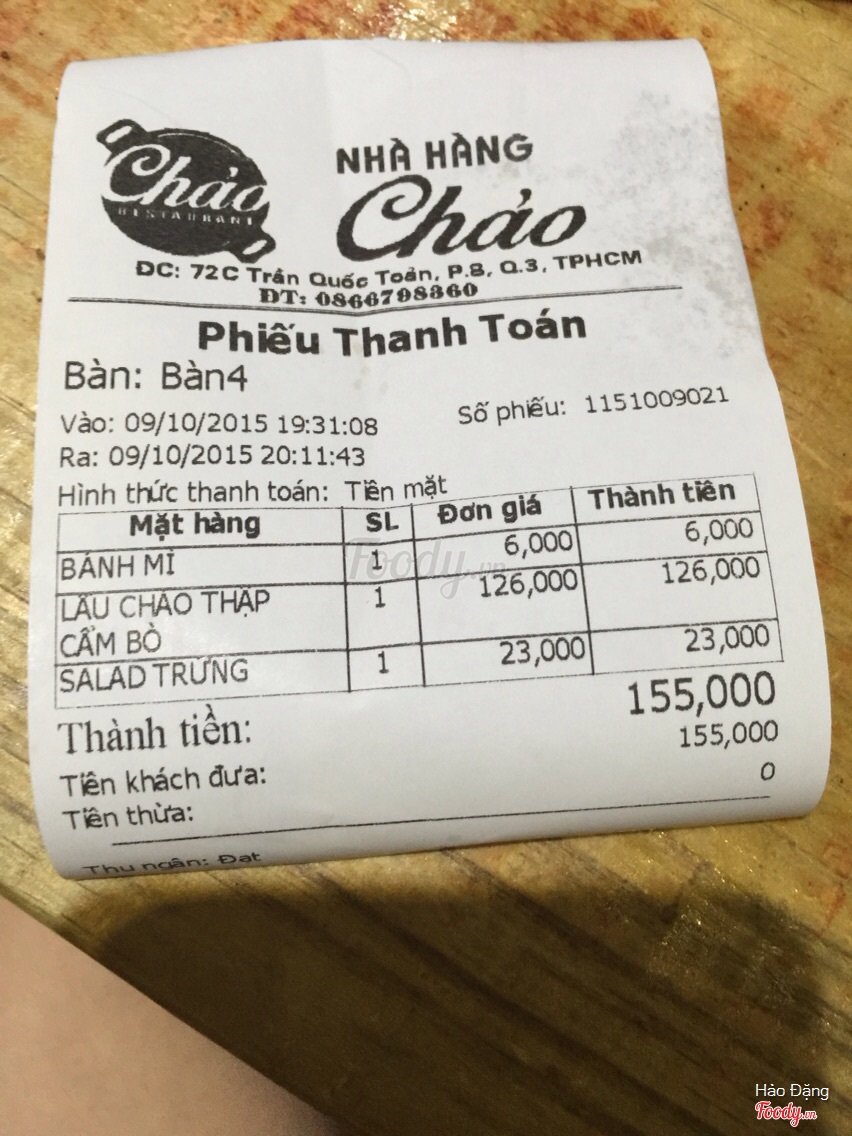 Chảo
RESTAURANT
NHÀ HÀNG
Chảo
ĐC: 72C Trần Quốc Toản, P.8, Q.3, TPHCM
ĐT: 0866798360
Phiếu Thanh Toán
Bàn: Bàn4
Vào: 09/10/2015 19:31:08 Số phiếu: 1151009021
Ra: 09/10/2015 20:11:43
Hình thức thanh toán: Tiền mặt
Mặt hàng SL Đơn giá Thành tiền
BÁNH MÌ 1 6,000 6,000
LẨU CHẢO THẬP 1 126,000 126,000
CẨM BÒ
SALAD TRỨNG 1 23,000 23,000
Thành tiền: 155,000
Tiền khách đưa: 155,000
Tiền thừa: 0
Thu ngân: Đạt
Foody.vn
Hảo Đặng
Foody.vn